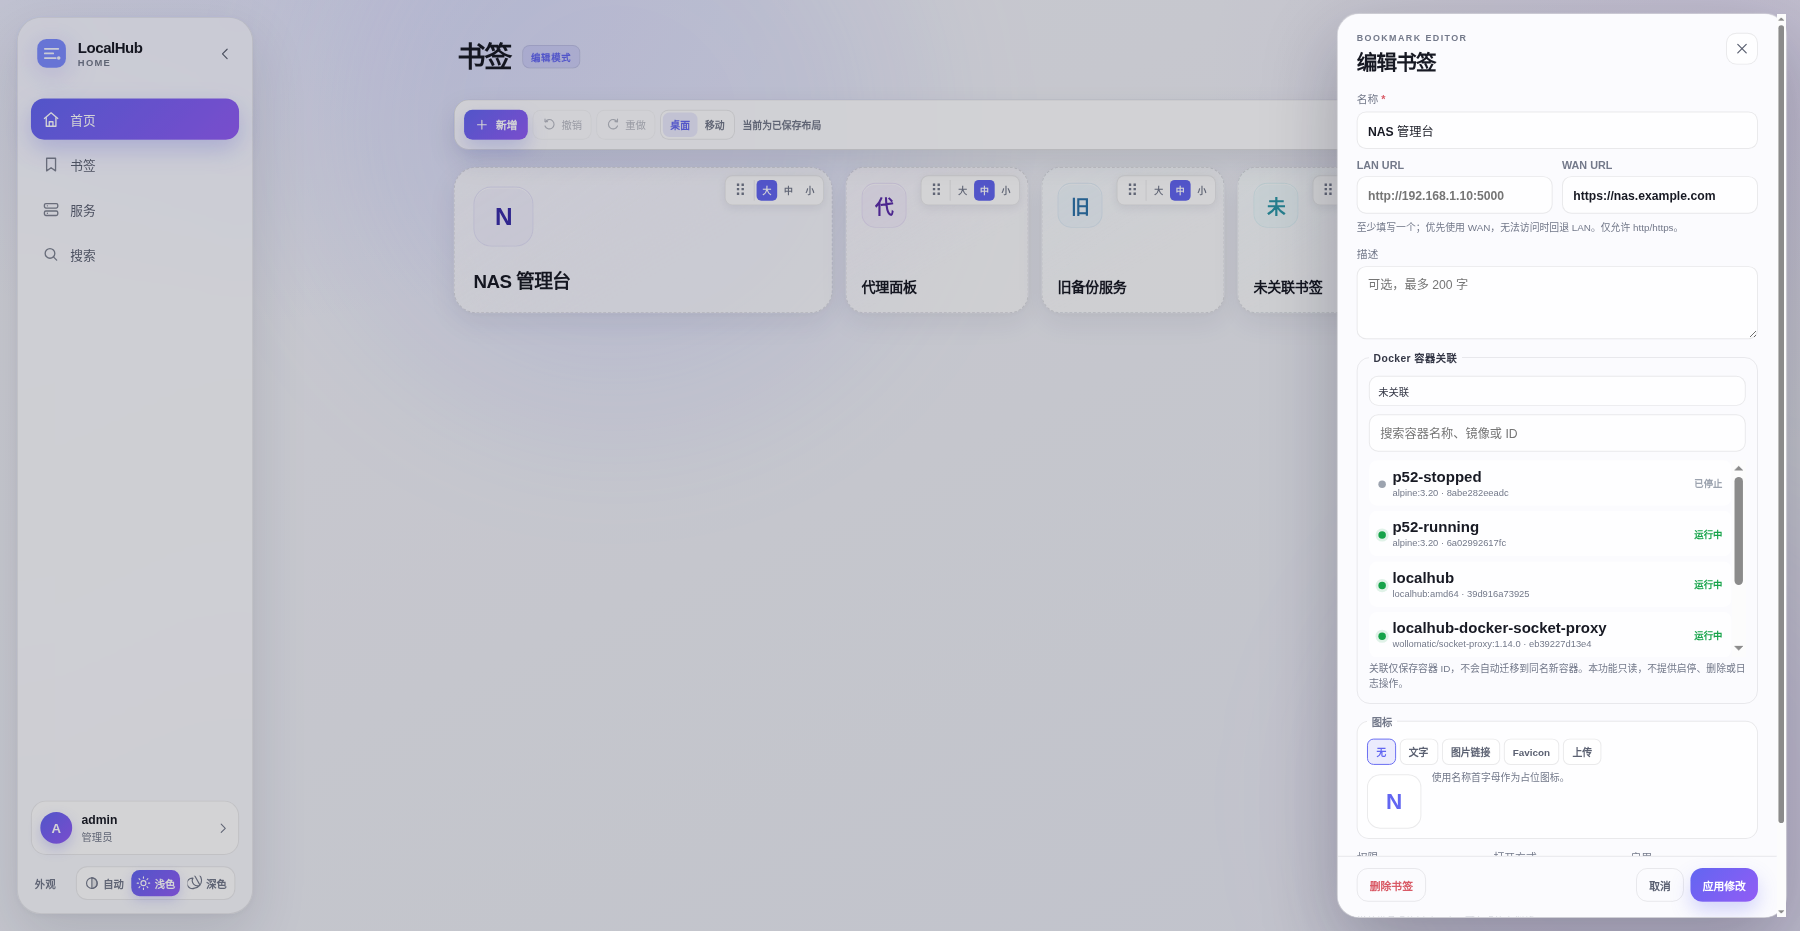 LocalHub
HOME
首页
书签
服务
搜索
admin
管理员
A
外观
自动
浅色
深色
书签
编辑模式
新增
撤销
重做
桌面
移动
当前为已保存布局
N
大
中
小
NAS 管理台
代
大
中
小
代理面板
旧
大
中
小
旧备份服务
未
未关联书签
BOOKMARK EDITOR
编辑书签
名称 *
NAS 管理台
LAN URL
WAN URL
http://192.168.1.10:5000
https://nas.example.com
至少填写一个；优先使用 WAN，无法访问时回退 LAN。仅允许 http/https。
描述
可选，最多 200 字
Docker 容器关联
未关联
搜索容器名称、镜像或 ID
p52-stopped
alpine:3.20 · 8abe282eeadc
已停止
p52-running
alpine:3.20 · 6a02992617fc
运行中
localhub
localhub:amd64 · 39d916a73925
运行中
localhub-docker-socket-proxy
wollomatic/socket-proxy:1.14.0 · eb39227d13e4
运行中
关联仅保存容器 ID，不会自动迁移到同名新容器。本功能只读，不提供启停、删除或日
志操作。
图标
无
文字
图片链接
Favicon
上传
N
使用名称首字母作为占位图标。
删除书签
取消
应用修改